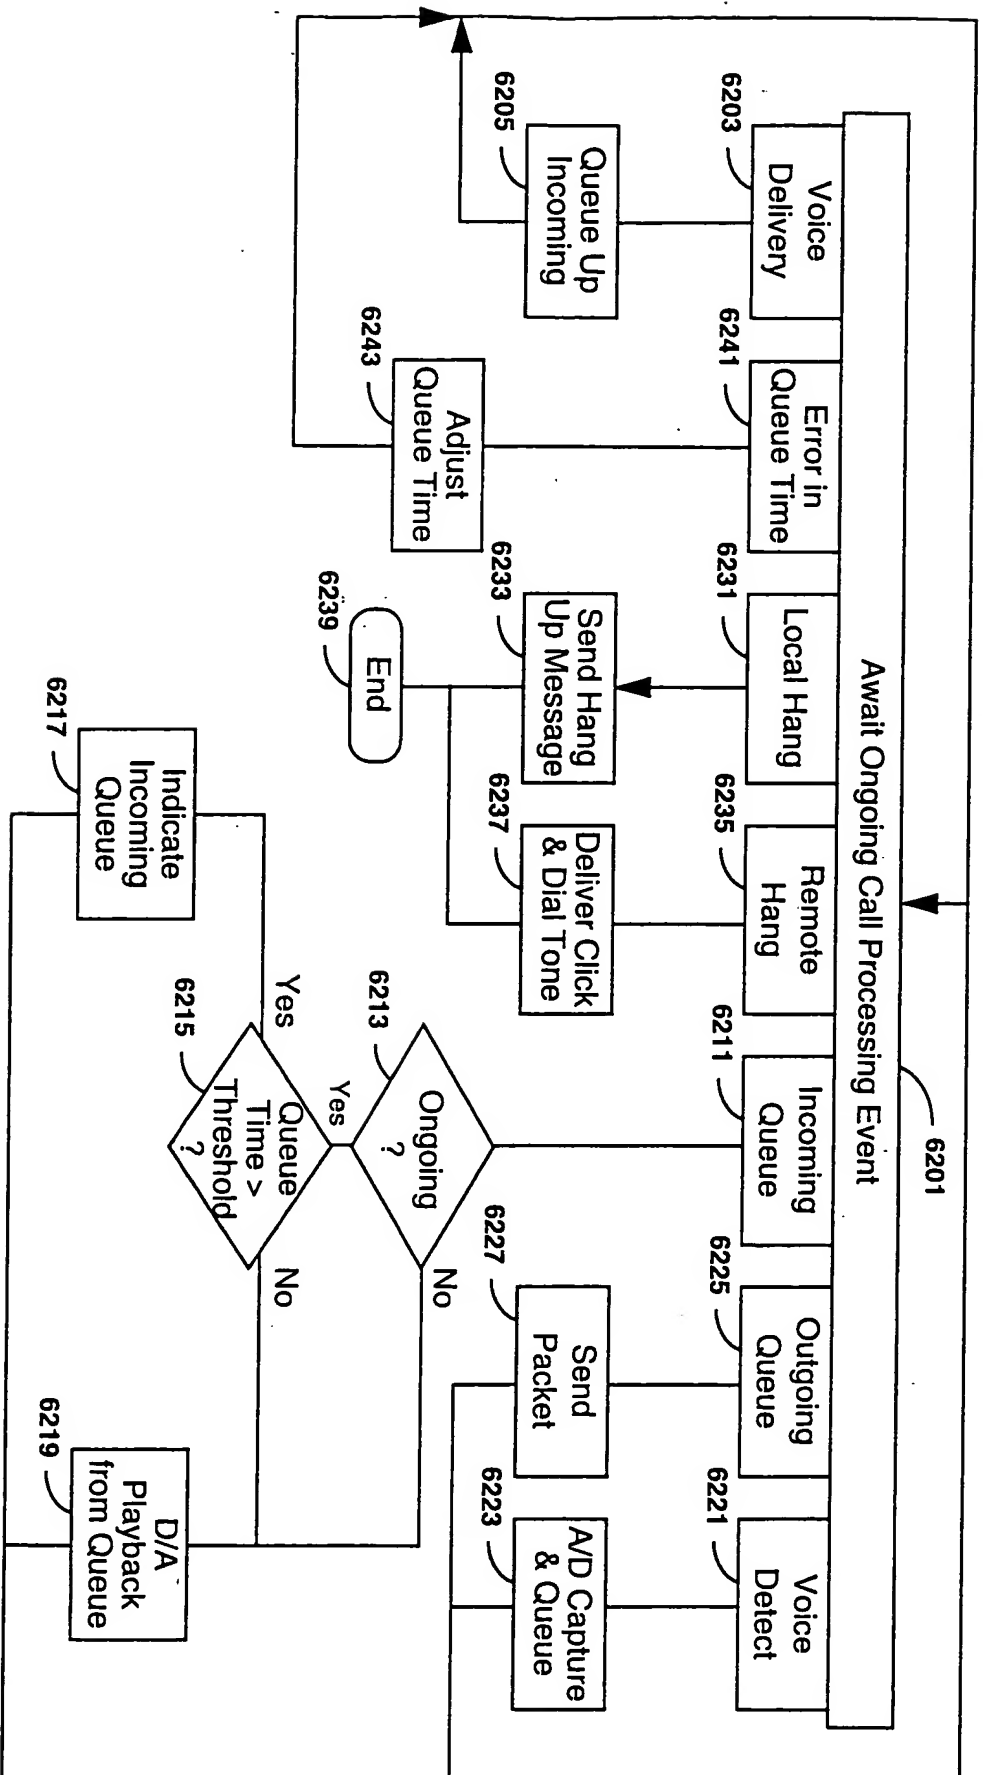 6201
Await Ongoing Call Processing Event
6203
Voice
Delivery
6241
Error in
Queue Time
6231
Local Hang
6235
Remote
Hang
6211
Incoming
Queue
6225
Outgoing
Queue
6221
Voice
Detect
6205
Queue Up
Incoming
6243
Adjust
Queue Time
6233
Send Hang
Up Message
6237
Deliver Click
& Dial Tone
6227
Send
Packet
6223
A/D Capture
& Queue
6239
End
6213
Ongoing
?
No
Yes
6215
Queue
Time >
Threshold
?
Yes
No
6217
Indicate
Incoming
Queue
6219
D/A
Playback
from Queue